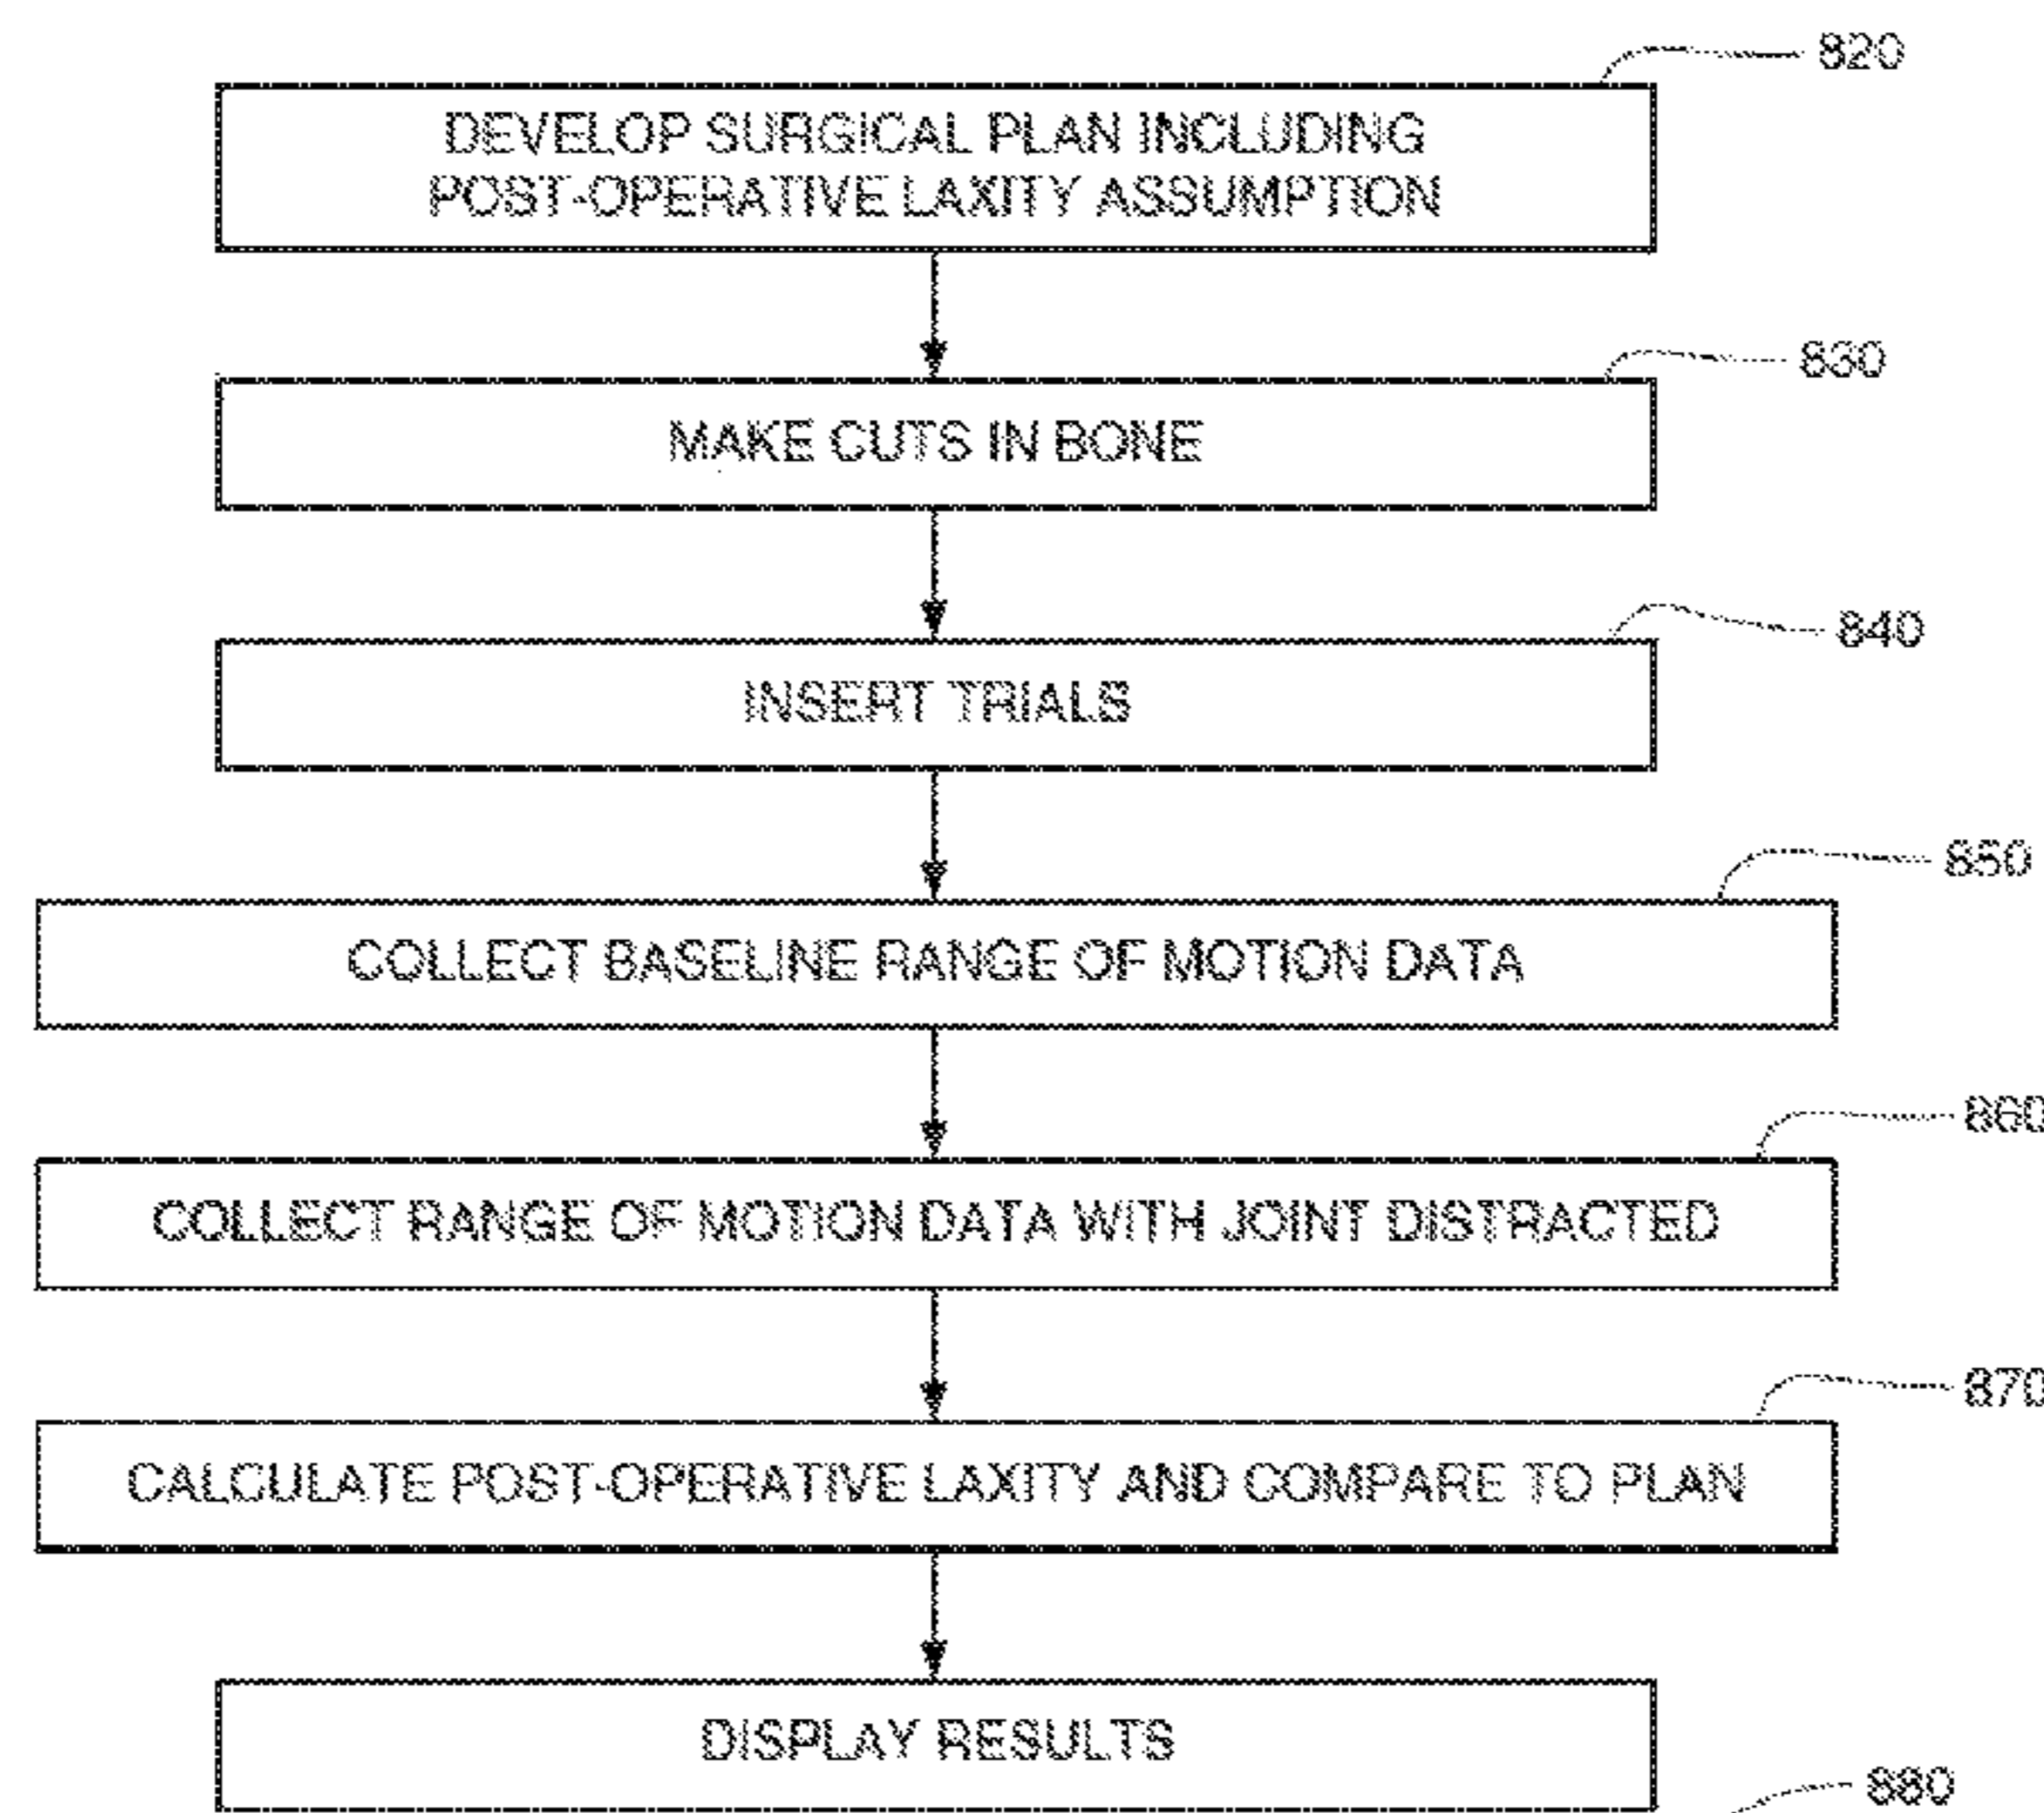 820
DEVELOP SURGICAL PLAN INCLUDING
POST-OPERATIVE LAXITY ASSUMPTION
830
MAKE CUTS IN BONE
840
INSERT TRIALS
850
COLLECT BASELINE RANGE OF MOTION DATA
860
COLLECT RANGE OF MOTION DATA WITH JOINT DISTRACTED
870
CALCULATE POST-OPERATIVE LAXITY AND COMPARE TO PLAN
DISPLAY RESULTS
880